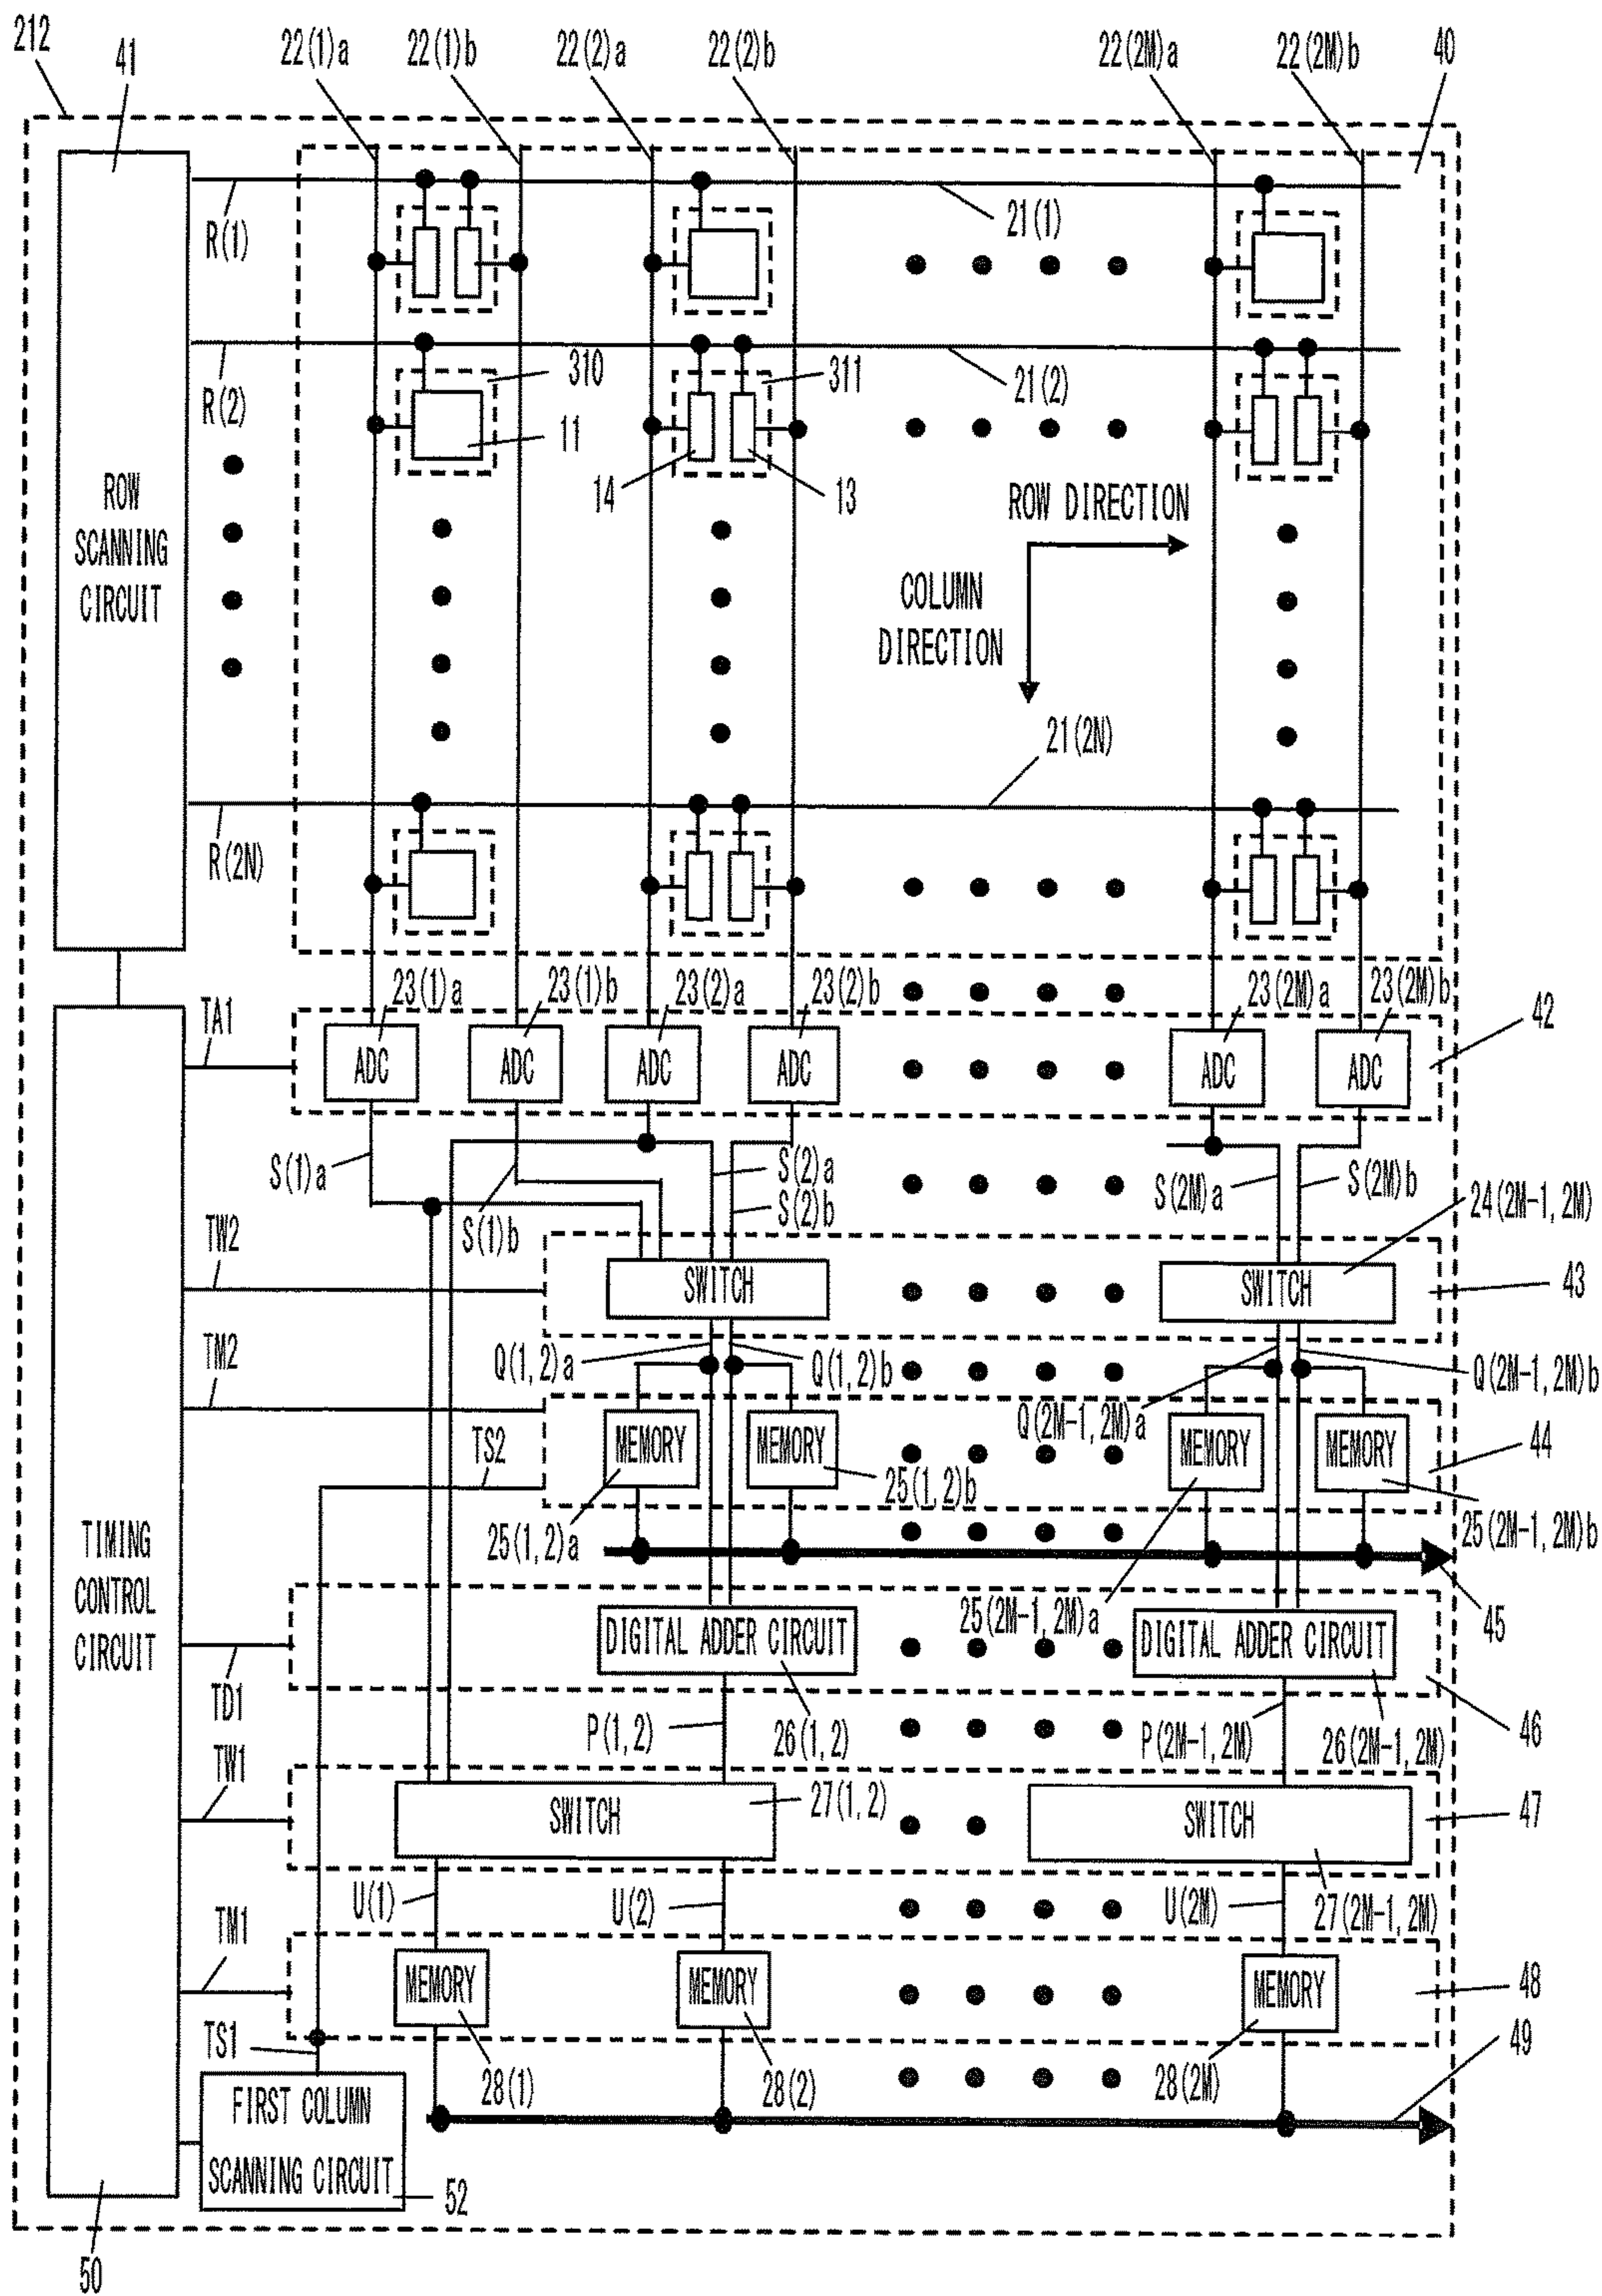 212
41
22(1)a
22(1)b
22(2)a
22(2)b
22(2M)a
22(2M)b
40
R(1)
21(1)
R(2)
310
11
311
14
13
21(2)
ROW
SCANNING
CIRCUIT
ROW DIRECTION
COLUMN
DIRECTION
21(2N)
R(2N)
TA1
23(1)a
23(1)b
23(2)a
23(2)b
23(2M)a
23(2M)b
42
ADC
ADC
ADC
ADC
ADC
ADC
S(1)a
S(1)b
S(2)a
S(2)b
S(2M)a
S(2M)b
24(2M-1, 2M)
TW2
SWITCH
SWITCH
43
TM2
Q(1, 2)a
Q(1, 2)b
Q(2M-1, 2M)a
Q(2M-1, 2M)b
TS2
MEMORY
MEMORY
MEMORY
MEMORY
44
25(1, 2)a
25(1, 2)b
25(2M-1, 2M)a
25(2M-1, 2M)b
45
TIMING
CONTROL
CIRCUIT
DIGITAL ADDER CIRCUIT
DIGITAL ADDER CIRCUIT
TD1
P(1, 2)
26(1, 2)
P(2M-1, 2M)
26(2M-1, 2M)
46
TW1
SWITCH
27(1, 2)
SWITCH
47
U(1)
U(2)
U(2M)
27(2M-1, 2M)
TM1
MEMORY
MEMORY
MEMORY
48
TS1
28(1)
28(2)
28(2M)
49
FIRST COLUMN
SCANNING CIRCUIT
52
50